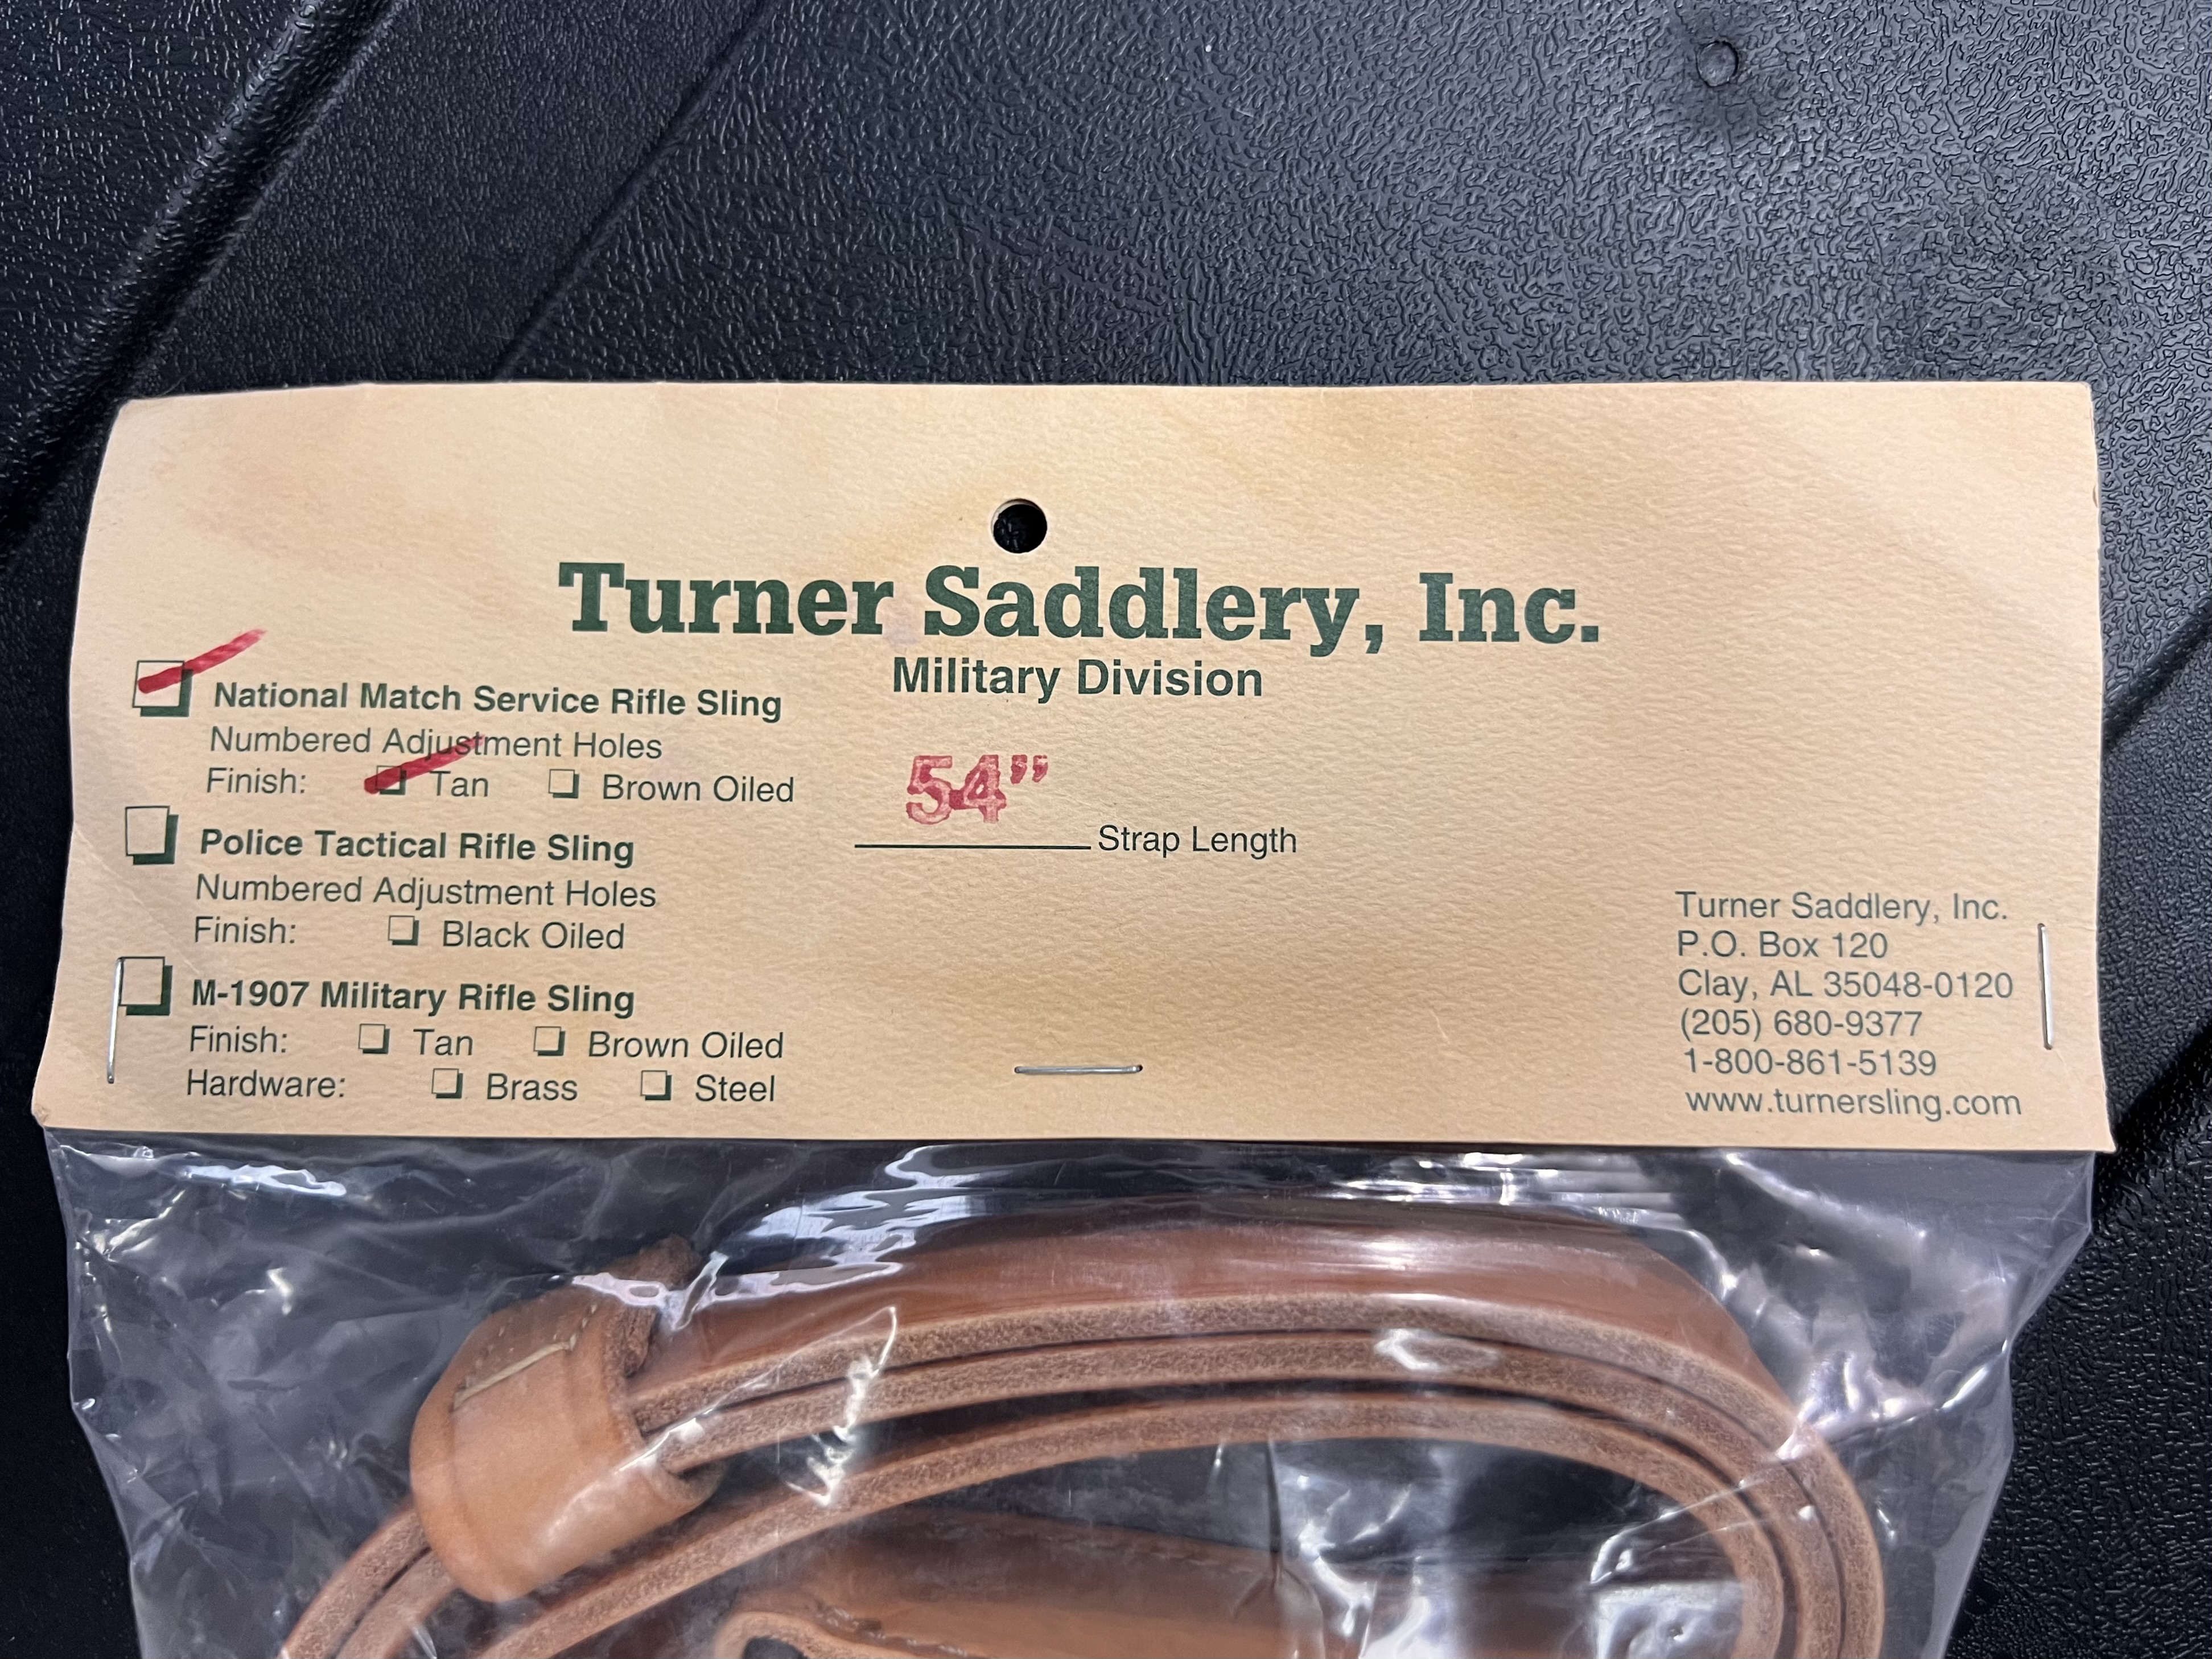 Turner Saddlery, Inc.
Military Division
National Match Service Rifle Sling
Numbered Adjustment Holes
Finish: Tan Brown Oiled
Police Tactical Rifle Sling
Numbered Adjustment Holes
Finish: Black Oiled
M-1907 Military Rifle Sling
Finish: Tan Brown Oiled
Hardware: Brass Steel
54"
Strap Length
Turner Saddlery, Inc.
P.O. Box 120
Clay, AL 35048-0120
(205) 680-9377
1-800-861-5139
www.turnersling.com